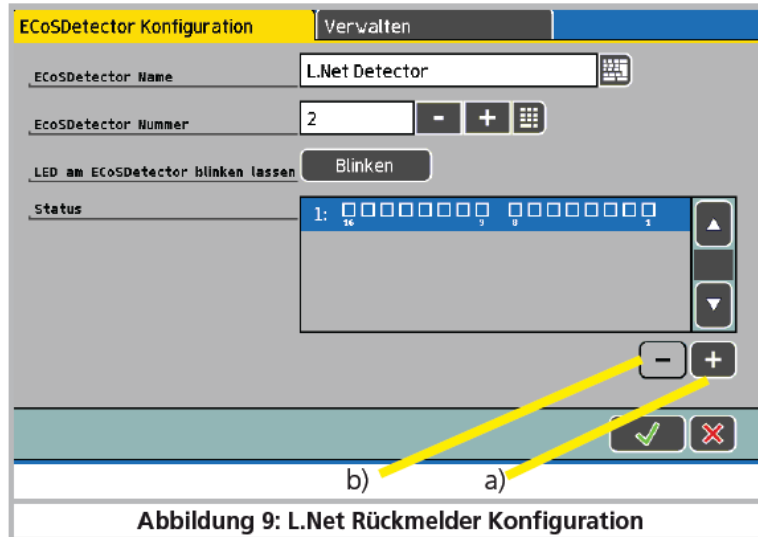 ECoSDetector Konfiguration Verwalten
ECoSDetector Name L.Net Detector
EcoSDetector Nummer 2 - +
LED am ECoSDetector blinken lassen Blinken
Status 1:
16 9 8 1
- +
b) a)
Abbildung 9: L.Net Rückmelder Konfiguration